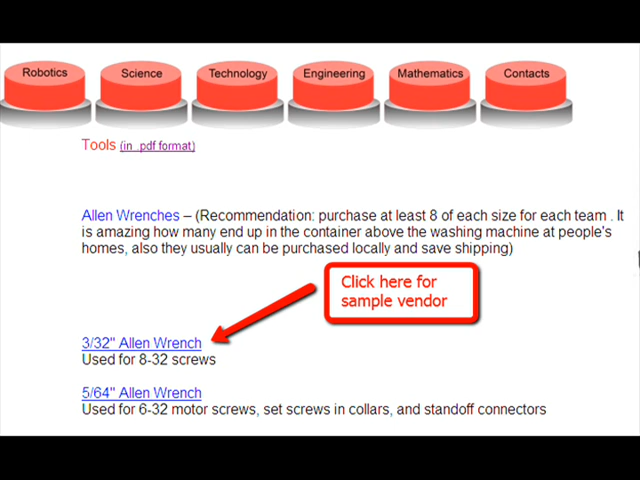 Robotics Science Technology Engineering Mathematics Contacts
Tools (in .pdf format)
Allen Wrenches – (Recommendation: purchase at least 8 of each size for each team . It
is amazing how many end up in the container above the washing machine at people's
homes, also they usually can be purchased locally and save shipping)
Click here for
sample vendor
3/32" Allen Wrench
Used for 8-32 screws
5/64" Allen Wrench
Used for 6-32 motor screws, set screws in collars, and standoff connectors